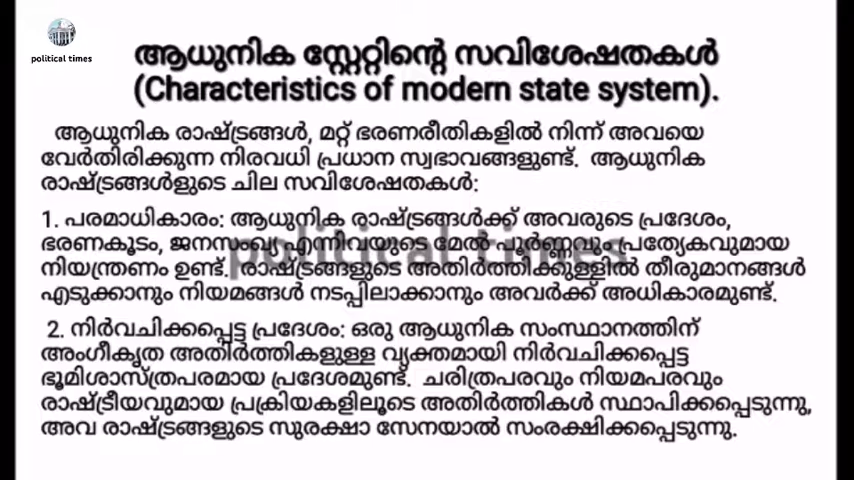 political times
ആധുനിക സ്റ്റേറ്റിന്റെ സവിശേഷതകൾ
(Characteristics of modern state system).
ആധുനിക രാഷ്ട്രങ്ങൾ, മറ്റ് ഭരണരീതികളിൽ നിന്ന് അവയെ
വേർതിരിക്കുന്ന നിരവധി പ്രധാന സ്വഭാവങ്ങളുണ്ട്. ആധുനിക
രാഷ്ട്രങ്ങൾളുടെ ചില സവിശേഷതകൾ:
1. പരമാധികാരം: ആധുനിക രാഷ്ട്രങ്ങൾക്ക് അവരുടെ പ്രദേശം,
ഭരണകൂടം, ജനസംഖ്യ എന്നിവയുടെ മേൽ പൂർണ്ണവും പ്രത്യേകവുമായ
political times
നിയന്ത്രണം ഉണ്ട്. രാഷ്ട്രങ്ങളുടെ അതിർത്തിക്കുള്ളിൽ തീരുമാനങ്ങൾ
എടുക്കാനും നിയമങ്ങൾ നടപ്പിലാക്കാനും അവർക്ക് അധികാരമുണ്ട്.
2. നിർവചിക്കപ്പെട്ട പ്രദേശം: ഒരു ആധുനിക സംസ്ഥാനത്തിന്
അംഗീകൃത അതിർത്തികളുള്ള വ്യക്തമായി നിർവചിക്കപ്പെട്ട
ഭൂമിശാസ്ത്രപരമായ പ്രദേശമുണ്ട്. ചരിത്രപരവും നിയമപരവും
രാഷ്ട്രീയവുമായ പ്രക്രിയകളിലൂടെ അതിർത്തികൾ സ്ഥാപിക്കപ്പെടുന്നു,
അവ രാഷ്ട്രങ്ങളുടെ സുരക്ഷാ സേനയാൽ സംരക്ഷിക്കപ്പെടുന്നു.